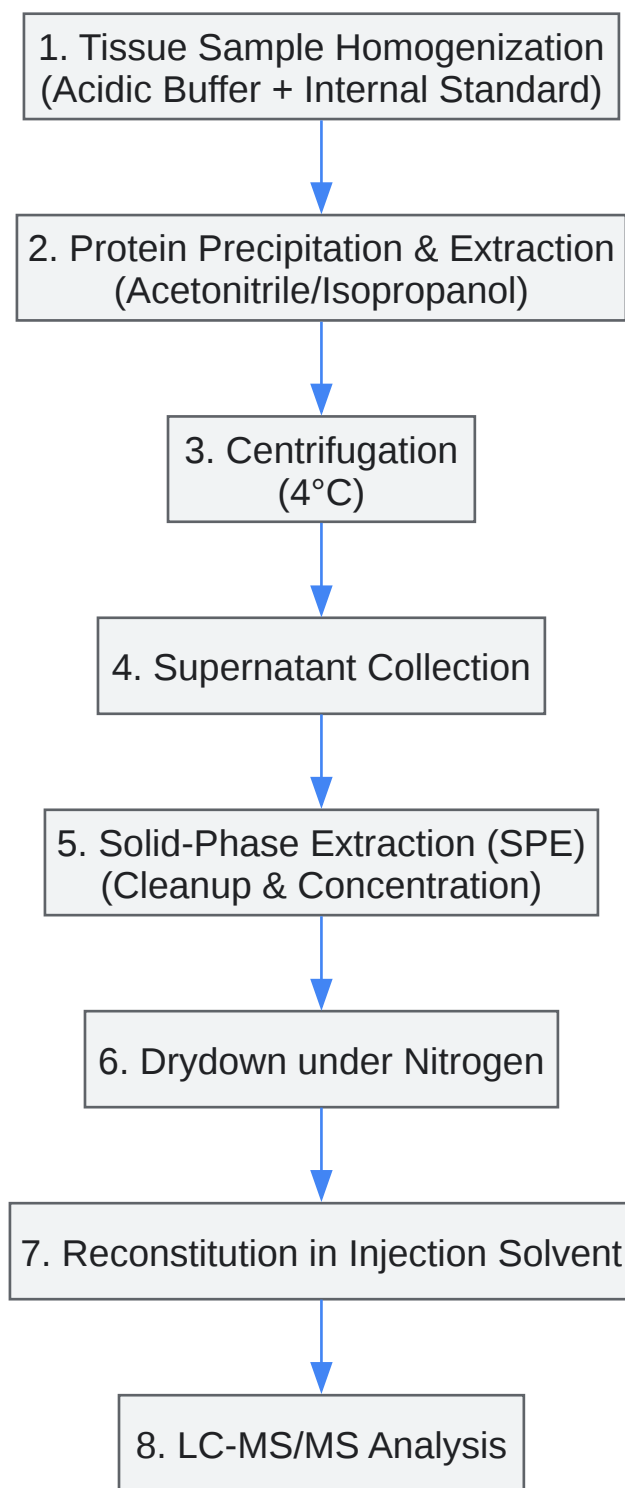 1. Tissue Sample Homogenization
(Acidic Buffer + Internal Standard)
2. Protein Precipitation & Extraction
(Acetonitrile/Isopropanol)
3. Centrifugation
(4°C)
4. Supernatant Collection
5. Solid-Phase Extraction (SPE)
(Cleanup & Concentration)
6. Drydown under Nitrogen
7. Reconstitution in Injection Solvent
8. LC-MS/MS Analysis